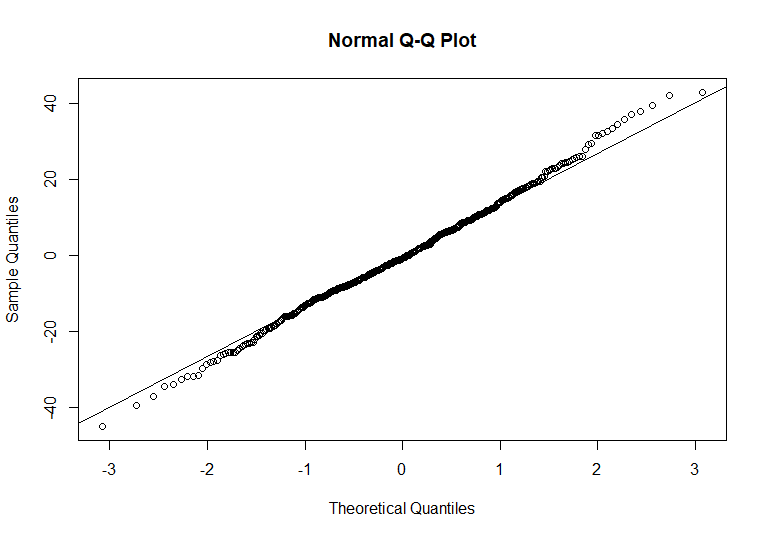 Normal Q-Q Plot
Sample Quantiles
40
20
0
-20
-40
-3 -2 -1 0 1 2 3
Theoretical Quantiles